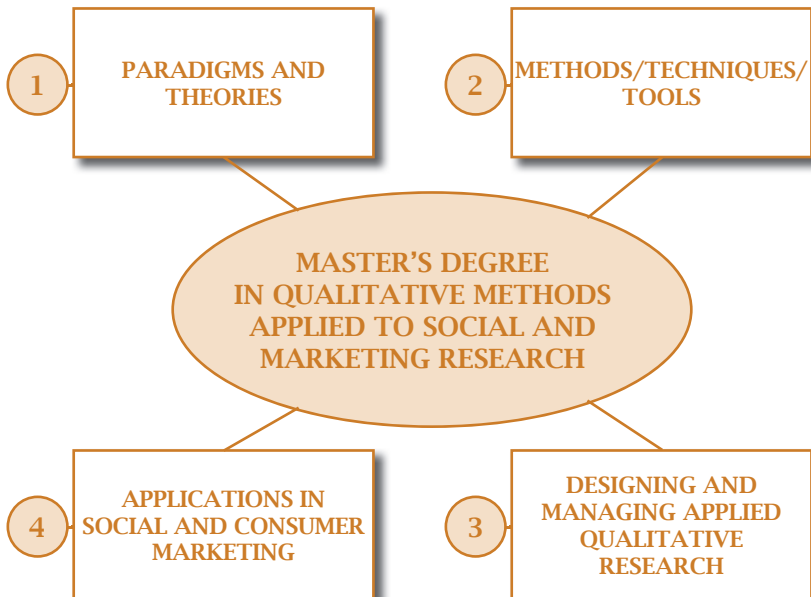 1
PARADIGMS AND
THEORIES
2
METHODS/TECHNIQUES/
TOOLS
MASTER’S DEGREE
IN QUALITATIVE METHODS
APPLIED TO SOCIAL AND
MARKETING RESEARCH
4
APPLICATIONS IN
SOCIAL AND CONSUMER
MARKETING
3
DESIGNING AND
MANAGING APPLIED
QUALITATIVE
RESEARCH